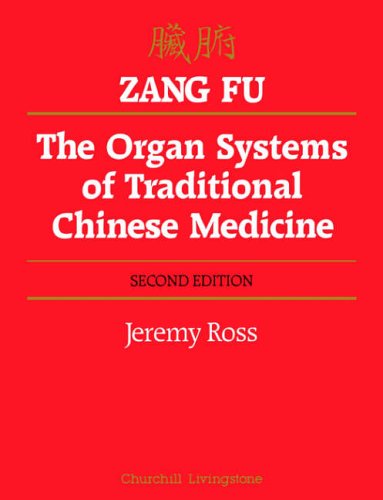 臟腑
ZANG FU
The Organ Systems
of Traditional
Chinese Medicine
SECOND EDITION
Jeremy Ross
Churchill Livingstone